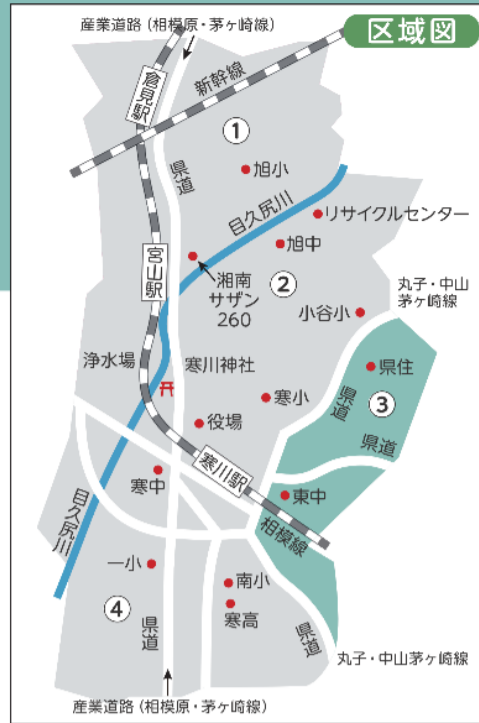 産業道路(相模原・茅ヶ崎線)
区域図
倉見駅
新幹線
①
県道
旭小
目久尻川
リサイクルセンター
旭中
宮山駅
湘南
サザン
260
②
丸子・中山
茅ヶ崎線
小谷小
浄水場
寒川神社
県住
県道
③
寒小
役場
県道
寒川駅
寒中
東中
目久尻川
相模線
一小
南小
④
寒高
県道
県道
丸子・中山茅ヶ崎線
産業道路(相模原・茅ヶ崎線)